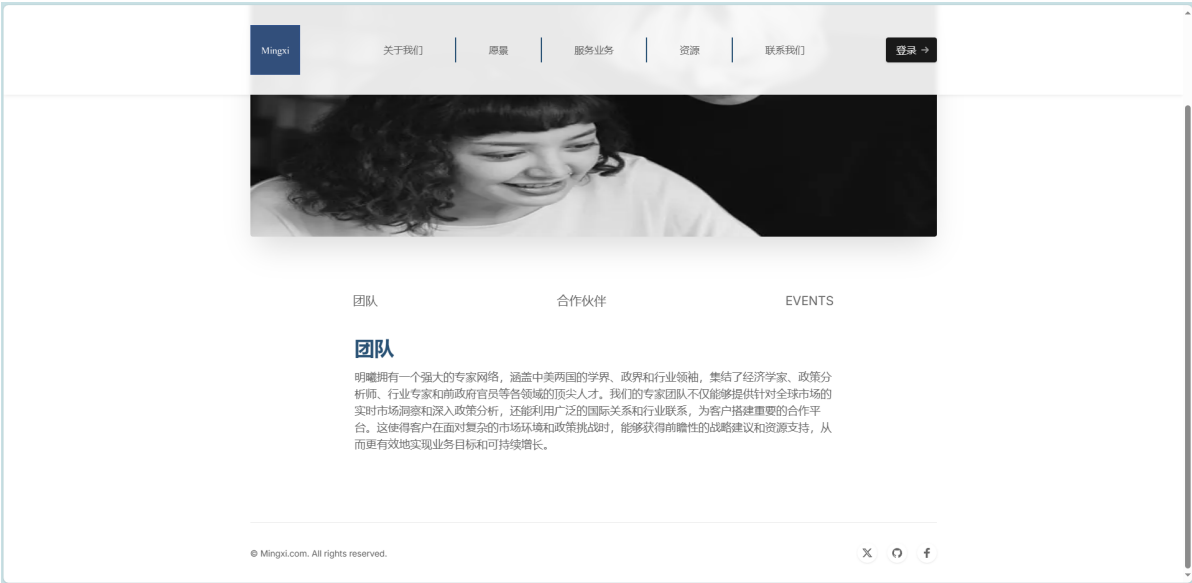 Mingxi
关于我们
愿景
服务业务
资源
联系我们
登录 →
团队
合作伙伴
EVENTS
团队
明曦拥有一个强大的专家网络，涵盖中美两国的学界、政界和行业领袖，集结了经济学家、政策分
析师、行业专家和前政府官员等各领域的顶尖人才。我们的专家团队不仅能够提供针对全球市场的
实时市场洞察和深入政策分析，还能利用广泛的国际关系和行业联系，为客户搭建重要的合作平
台。这使得客户在面对复杂的市场环境和政策挑战时，能够获得前瞻性的战略建议和资源支持，从
而更有效地实现业务目标和可持续增长。
© Mingxi.com. All rights reserved.